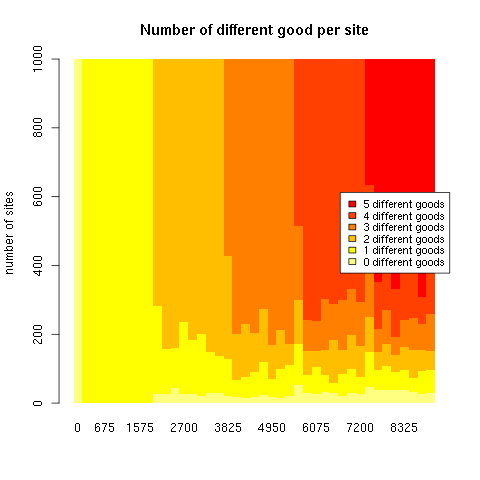 Number of different good per site
number of sites
1000
800
600
400
200
0
5 different goods
4 different goods
3 different goods
2 different goods
1 different goods
0 different goods
0 675 1575 2700 3825 4950 6075 7200 8325